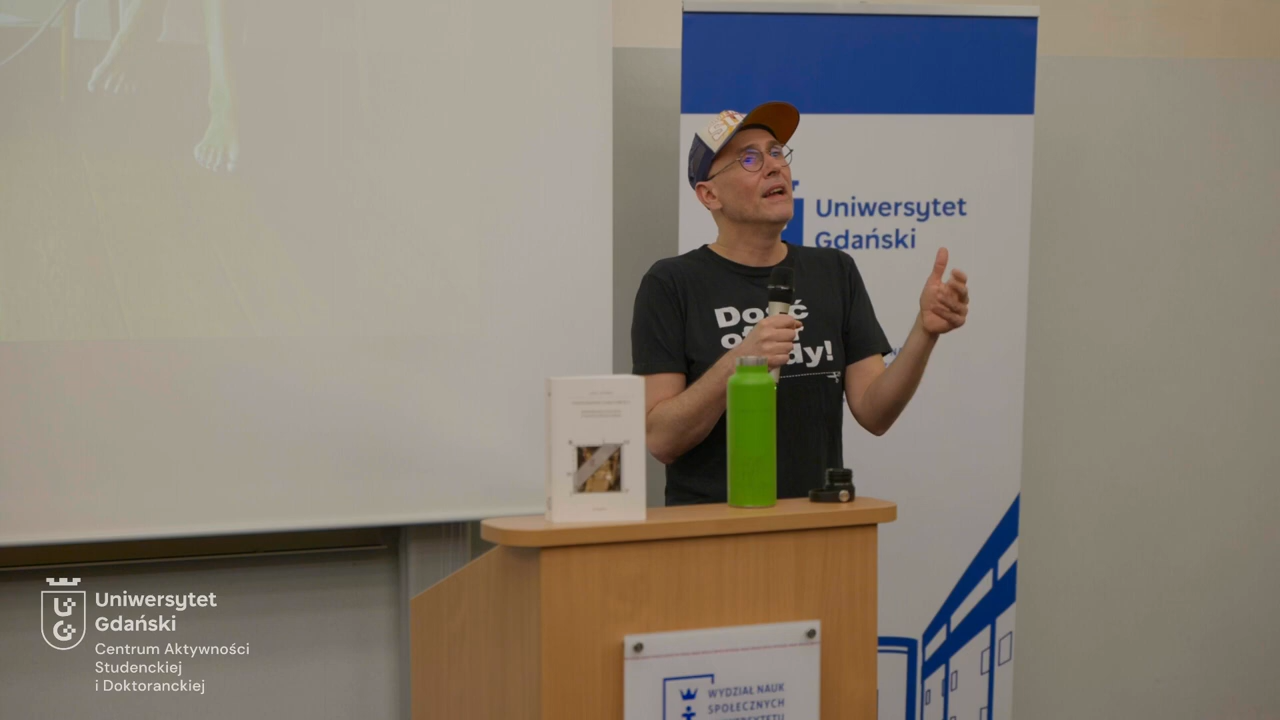 Uniwersytet
Gdański
Dość
dy!
WYDZIAŁ NAUK
SPOŁECZNYCH
Uniwersytet
Gdański
Centrum Aktywności
Studenckiej
i Doktoranckiej